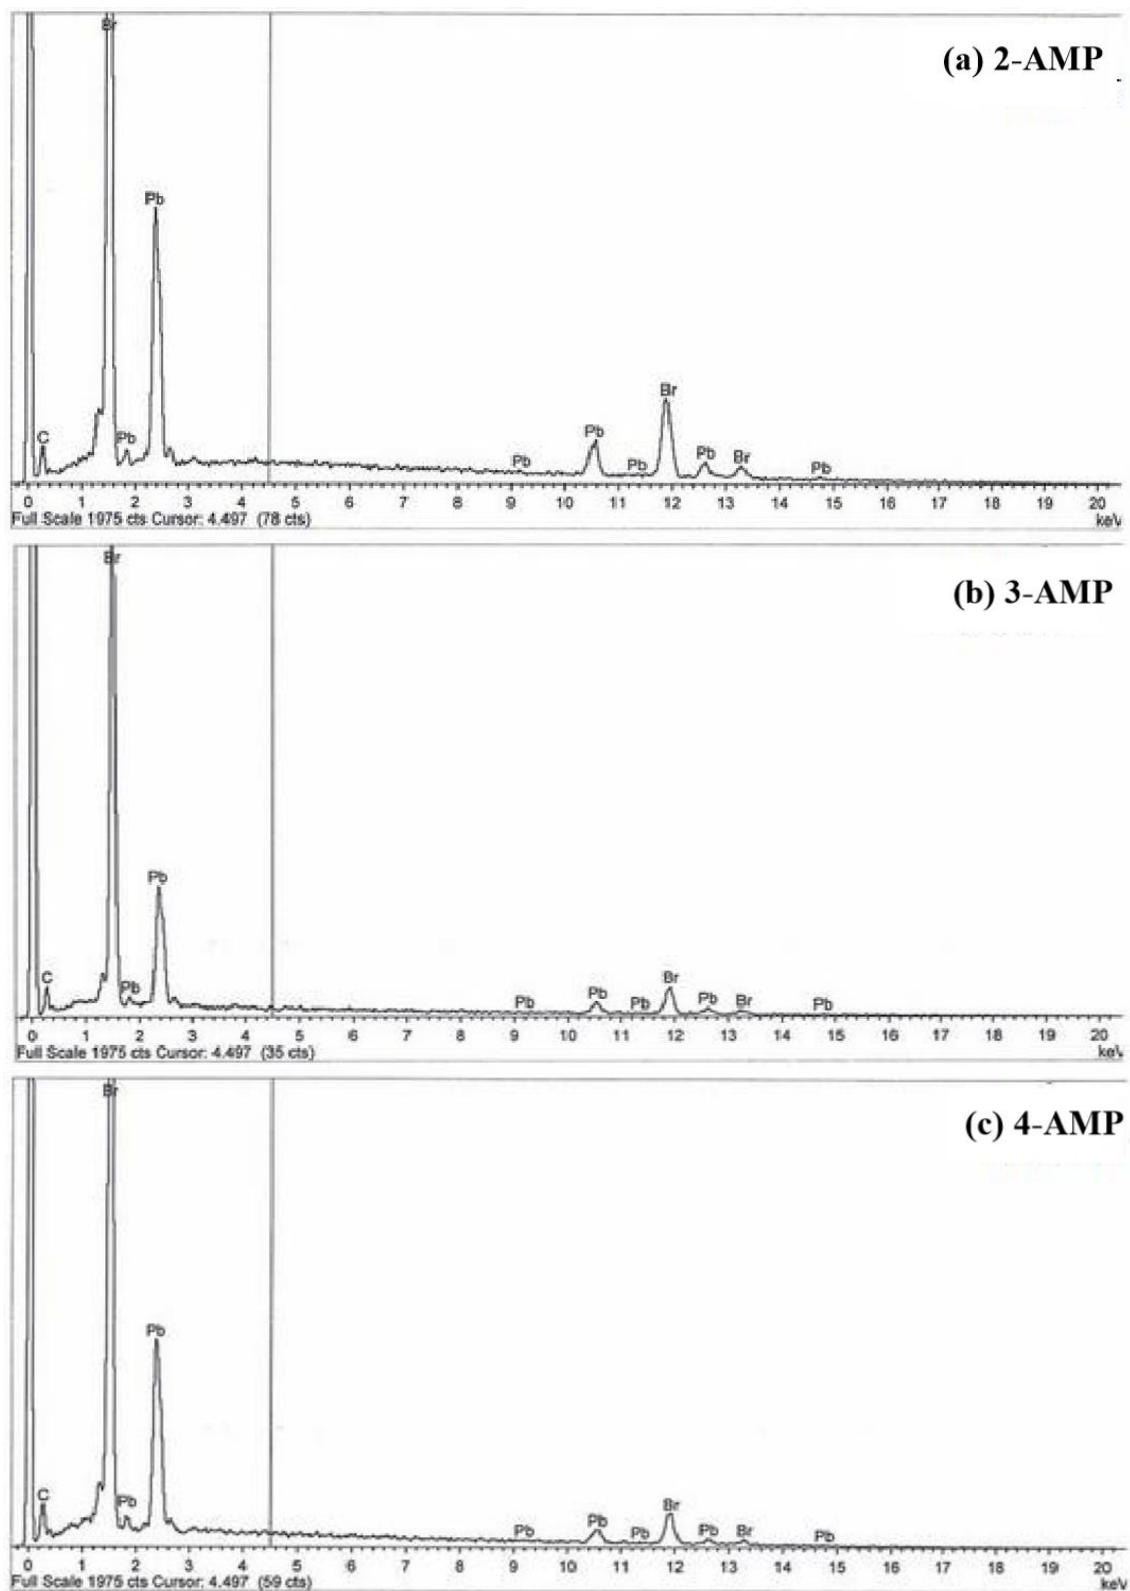 Br
(a) 2-AMP
Pb
Br
C Pb Pb Pb Pb Pb Br Pb
0 1 2 3 4 5 6 7 8 9 10 11 12 13 14 15 16 17 18 19 20
Full Scale 1975 cts Cursor: 4.497 (78 cts) keV
Br
(b) 3-AMP
Pb
C Pb Pb Pb Pb Br Pb Br Pb
0 1 2 3 4 5 6 7 8 9 10 11 12 13 14 15 16 17 18 19 20
Full Scale 1975 cts Cursor: 4.497 (35 cts) keV
Br
(c) 4-AMP
Pb
C Pb Pb Pb Pb Br Pb Br Pb
0 1 2 3 4 5 6 7 8 9 10 11 12 13 14 15 16 17 18 19 20
Full Scale 1975 cts Cursor: 4.497 (59 cts) keV